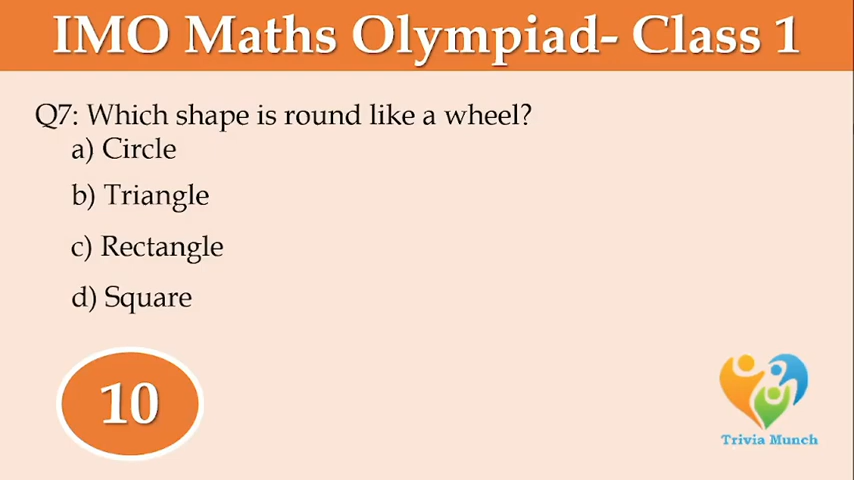 IMO Maths Olympiad- Class 1
Q7: Which shape is round like a wheel?
a) Circle
b) Triangle
c) Rectangle
d) Square
10
Trivia Munch